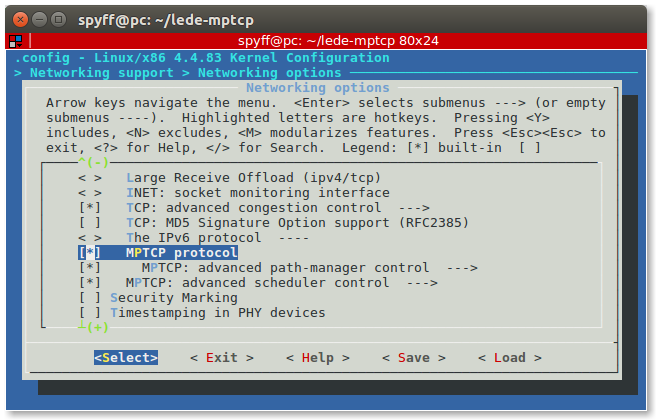 spyff@pc: ~/lede-mptcp
spyff@pc: ~/lede-mptcp 80x24
.config - Linux/x86 4.4.83 Kernel Configuration
> Networking support > Networking options
Networking options
Arrow keys navigate the menu.  <Enter> selects submenus ---> (or empty
submenus ----).  Highlighted letters are hotkeys.  Pressing <Y>
includes, <N> excludes, <M> modularizes features.  Press <Esc><Esc> to
exit, <?> for Help, </> for Search.  Legend: [*] built-in  [ ]
^(-)
< >   Large Receive Offload (ipv4/tcp)
< >   INET: socket monitoring interface
[*]   TCP: advanced congestion control  --->
[ ]   TCP: MD5 Signature Option support (RFC2385)
< >   The IPv6 protocol  ----
[*]   MPTCP protocol
[*]     MPTCP: advanced path-manager control  --->
[*]   MPTCP: advanced scheduler control  --->
[ ] Security Marking
[ ] Timestamping in PHY devices
(+)
<Select>    < Exit >    < Help >    < Save >    < Load >